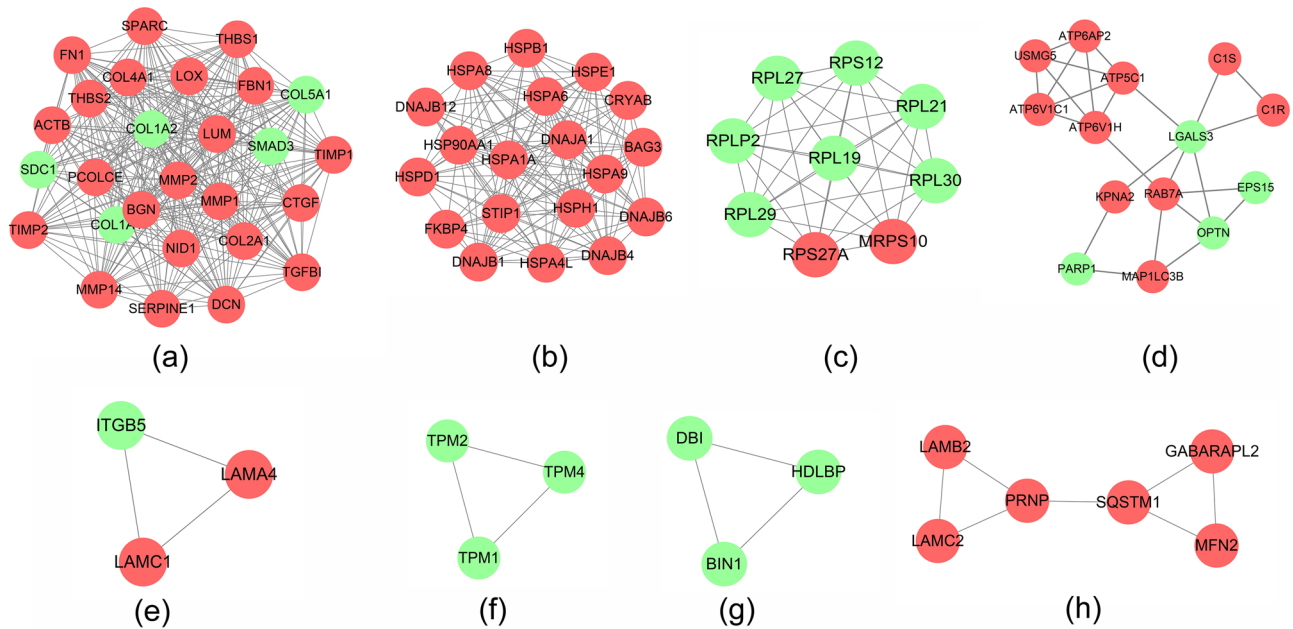 SPARC
THBS1
FN1
COL4A1
LOX
FBN1
COL5A1
THBS2
ACTB
COL1A2
LUM
SMAD3
TIMP1
SDC1
PCOLCE
MMP2
MMP1
CTGF
BGN
COL1A
TIMP2
NID1
COL2A1
TGFBI
MMP14
SERPINE1
DCN
(a)
HSPB1
HSPA8
HSPE1
HSPA6
CRYAB
DNAJB12
HSP90AA1
DNAJA1
BAG3
HSPA1A
HSPA9
HSPD1
STIP1
HSPH1
DNAJB6
FKBP4
DNAJB1
HSPA4L
DNAJB4
(b)
RPL27
RPS12
RPL21
RPLP2
RPL19
RPL30
RPL29
RPS27A
MRPS10
(c)
ATP6AP2
USMG5
ATP5C1
C1S
ATP6V1C1
C1R
ATP6V1H
LGALS3
KPNA2
RAB7A
EPS15
OPTN
PARP1
MAP1LC3B
(d)
ITGB5
LAMA4
LAMC1
(e)
TPM2
TPM4
TPM1
(f)
DBI
HDLBP
BIN1
(g)
LAMB2
GABARAPL2
PRNP
SQSTM1
LAMC2
MFN2
(h)